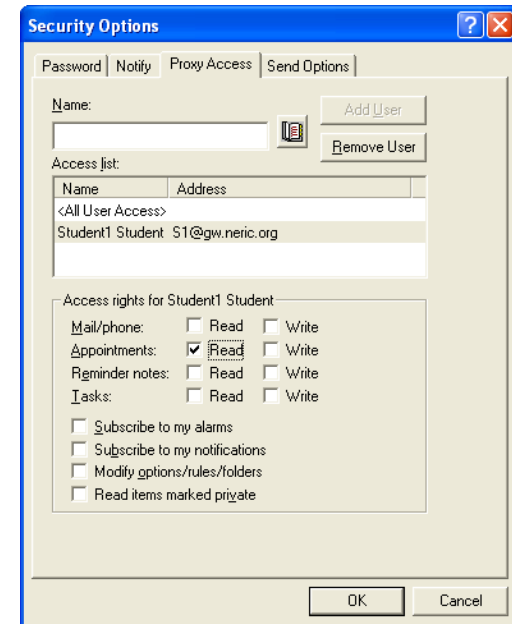 Security Options
Password Notify Proxy Access Send Options
Name:
Add User
Remove User
Access list:
Name Address
<All User Access>
Student1 Student S1@gw.neric.org
Access rights for Student1 Student
Mail/phone: Read Write
Appointments: Read Write
Reminder notes: Read Write
Tasks: Read Write
Subscribe to my alarms
Subscribe to my notifications
Modify options/rules/folders
Read items marked private
OK Cancel